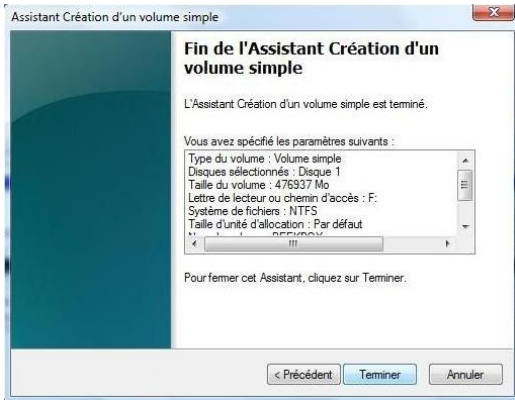 Assistant Création d'un volume simple
Fin de l'Assistant Création d'un
volume simple
L'Assistant Création d'un volume simple est terminé.
Vous avez spécifié les paramètres suivants :
Type du volume : Volume simple
Disques sélectionnés : Disque 1
Taille du volume : 476937 Mo
Lettre de lecteur ou chemin d'accès : F:
Système de fichiers : NTFS
Taille d'unité d'allocation : Par défaut
Pour fermer cet Assistant, cliquez sur Terminer.
< Précédent Terminer Annuler